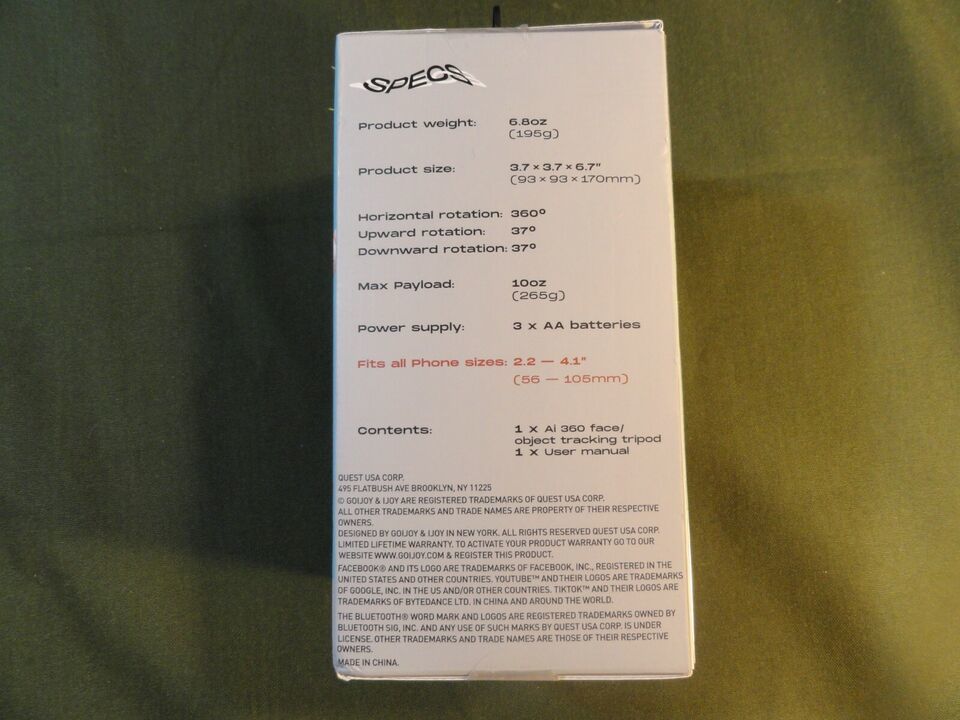 SPECS
Product weight: 6.8oz
(195g)
Product size: 3.7 × 3.7 × 6.7"
(93 × 93 × 170mm)
Horizontal rotation: 360º
Upward rotation: 37º
Downward rotation: 37º
Max Payload: 10oz
(265g)
Power supply: 3 x AA batteries
Fits all Phone sizes: 2.2 — 4.1"
(56 — 105mm)
Contents: 1 x Ai 360 face/
object tracking tripod
1 x User manual
QUEST USA CORP.
495 FLATBUSH AVE BROOKLYN, NY 11225
© GOIJOY & IJOY ARE REGISTERED TRADEMARKS OF QUEST USA CORP.
ALL OTHER TRADEMARKS AND TRADE NAMES ARE PROPERTY OF THEIR RESPECTIVE
OWNERS.
DESIGNED BY GOIJOY & IJOY IN NEW YORK. ALL RIGHTS RESERVED QUEST USA CORP.
LIMITED LIFETIME WARRANTY. TO ACTIVATE YOUR PRODUCT WARRANTY GO TO OUR
WEBSITE WWW.GOIJOY.COM & REGISTER THIS PRODUCT.
FACEBOOK® AND ITS LOGO ARE TRADEMARKS OF FACEBOOK, INC., REGISTERED IN THE
UNITED STATES AND OTHER COUNTRIES. YOUTUBE™ AND THEIR LOGOS ARE TRADEMARKS
OF GOOGLE, INC. IN THE US AND/OR OTHER COUNTRIES. TIKTOK™ AND THEIR LOGOS ARE
TRADEMARKS OF BYTEDANCE LTD. IN CHINA AND AROUND THE WORLD.
THE BLUETOOTH® WORD MARK AND LOGOS ARE REGISTERED TRADEMARKS OWNED BY
BLUETOOTH SIG, INC. AND ANY USE OF SUCH MARKS BY QUEST USA CORP. IS UNDER
LICENSE. OTHER TRADEMARKS AND TRADE NAMES ARE THOSE OF THEIR RESPECTIVE
OWNERS.
MADE IN CHINA.